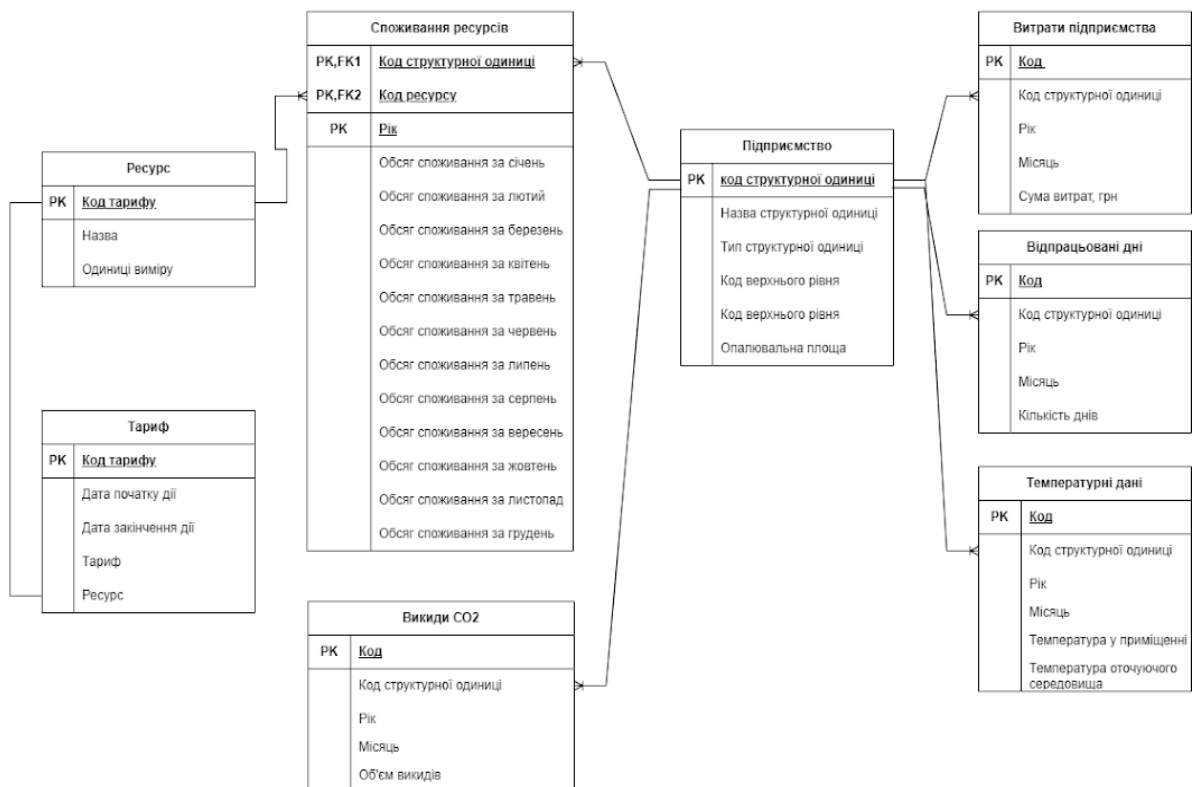 Споживання ресурсів
PK,FK1 Код структурної одиниці
PK,FK2 Код ресурсу
PK Рік
Обсяг споживання за січень
Обсяг споживання за лютий
Обсяг споживання за березень
Обсяг споживання за квітень
Обсяг споживання за травень
Обсяг споживання за червень
Обсяг споживання за липень
Обсяг споживання за серпень
Обсяг споживання за вересень
Обсяг споживання за жовтень
Обсяг споживання за листопад
Обсяг споживання за грудень
Ресурс
PK Код тарифу
Назва
Одиниці виміру
Тариф
PK Код тарифу
Дата початку дії
Дата закінчення дії
Тариф
Ресурс
Викиди СО2
PK Код
Код структурної одиниці
Рік
Місяць
Об'єм викидів
Підприємство
PK код структурної одиниці
Назва структурної одиниці
Тип структурної одиниці
Код верхнього рівня
Код верхнього рівня
Опалювальна площа
Витрати підприємства
PK Код
Код структурної одиниці
Рік
Місяць
Сума витрат, грн
Відпрацьовані дні
PK Код
Код структурної одиниці
Рік
Місяць
Кількість днів
Температурні дані
PK Код
Код структурної одиниці
Рік
Місяць
Температура у приміщенні
Температура оточуючого
середовища